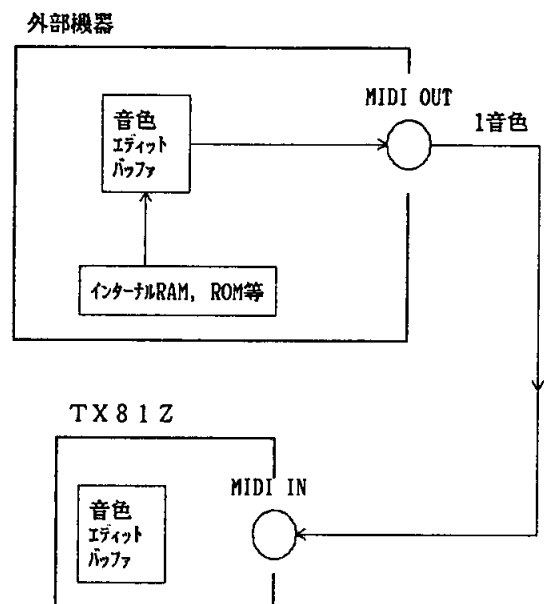 外部機器
MIDI OUT
1音色
音色
エディット
バッファ
インターナルRAM, ROM等
TX81Z
MIDI IN
音色
エディット
バッファ